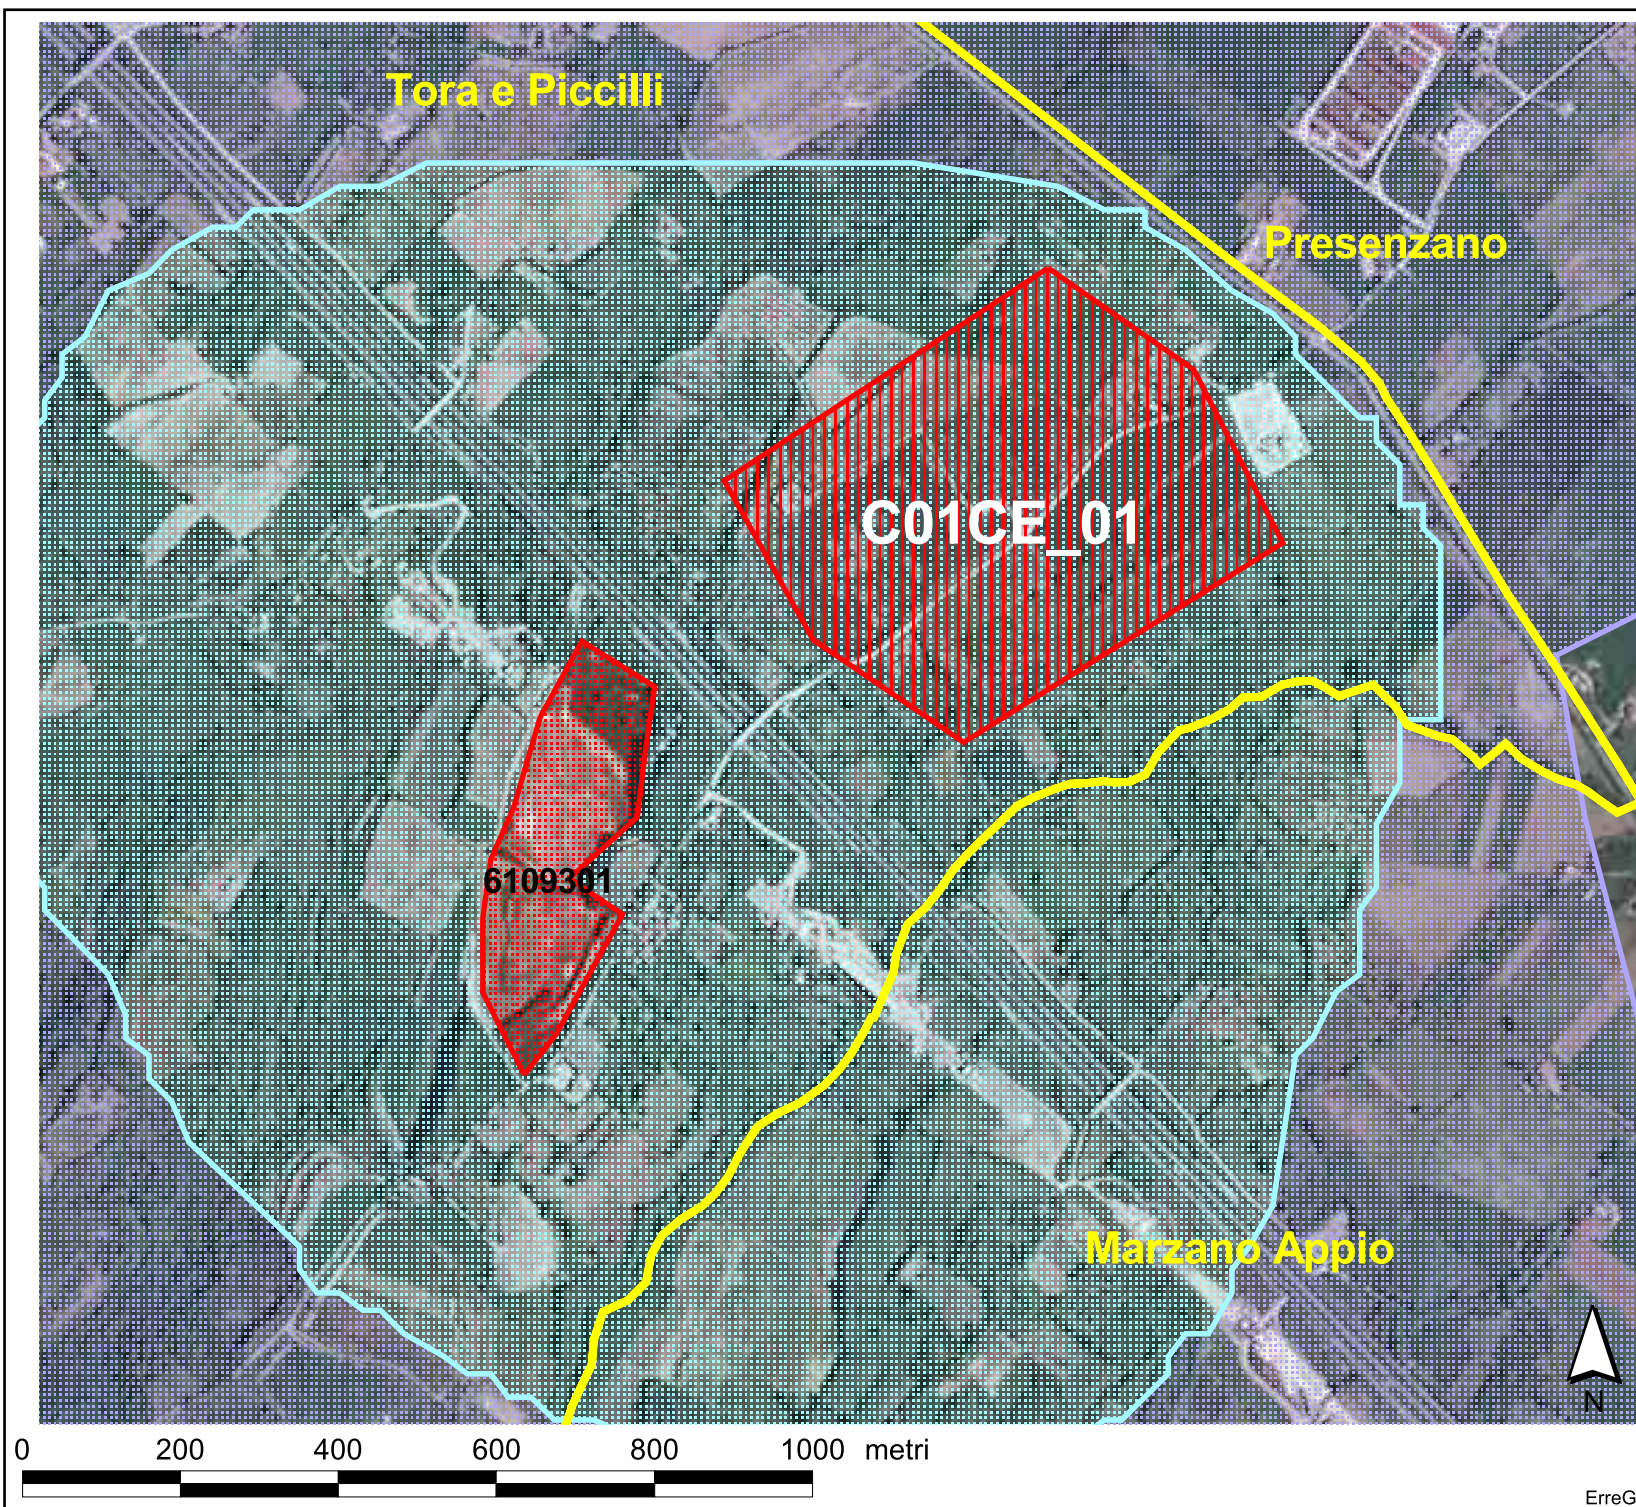 Tora e Piccilli
Presenzano
C01CE_01
6109301
Marzano Appio
N
0 200 400 600 800 1000 metri
ErreG